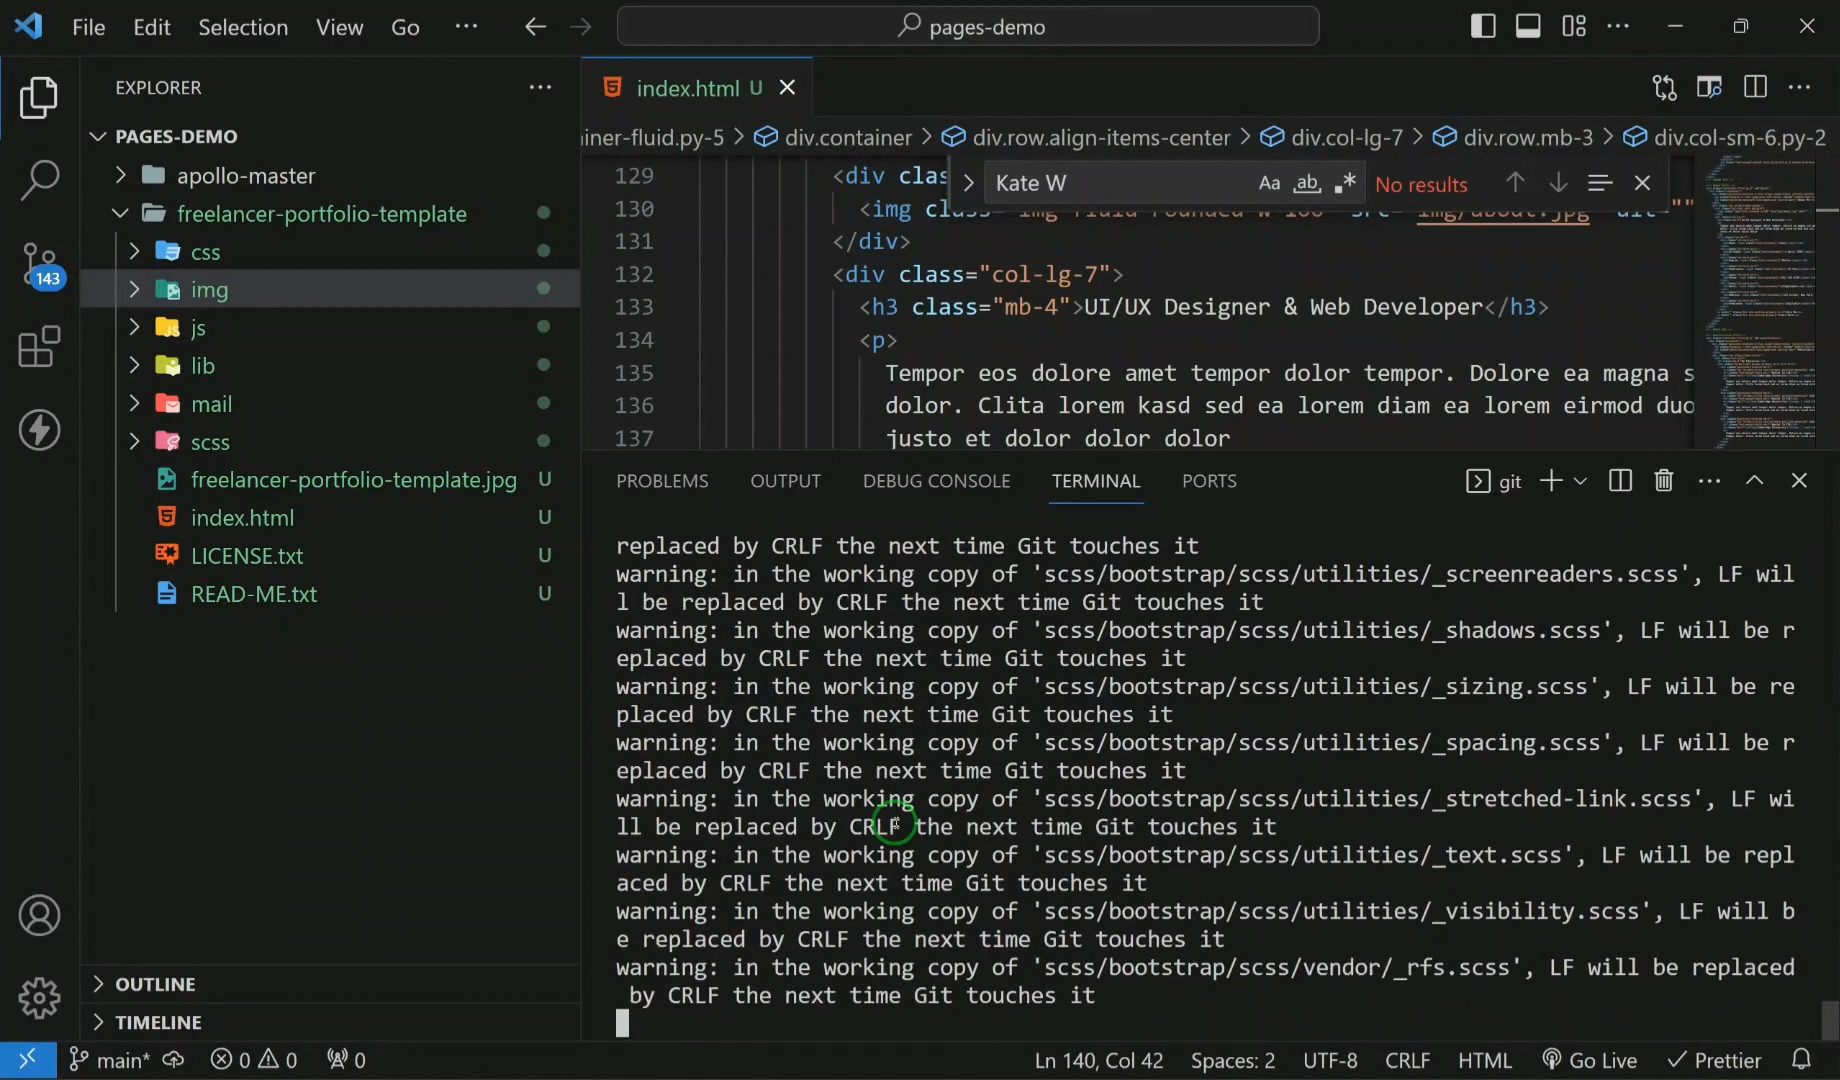 File Edit Selection View Go ··· pages-demo ···
EXPLORER ···
PAGES-DEMO
apollo-master
freelancer-portfolio-template
css
img
js
lib
mail
scss
freelancer-portfolio-template.jpg U
index.html U
LICENSE.txt U
READ-ME.txt U
OUTLINE
TIMELINE
143
index.html U
iner-fluid.py-5 > div.container > div.row.align-items-center > div.col-lg-7 > div.row.mb-3 > div.col-sm-6.py-2
Kate W Aa ab .* No results
129 <div clas
130 <img class="img-fluid rounded w-100" src="img/about.jpg" alt=""
131 </div>
132 <div class="col-lg-7">
133 <h3 class="mb-4">UI/UX Designer & Web Developer</h3>
134 <p>
135 Tempor eos dolore amet tempor dolor tempor. Dolore ea magna s
136 dolor. Clita lorem kasd sed ea lorem diam ea lorem eirmod duo
137 justo et dolor dolor dolor
PROBLEMS OUTPUT DEBUG CONSOLE TERMINAL PORTS git ···
replaced by CRLF the next time Git touches it
warning: in the working copy of 'scss/bootstrap/scss/utilities/_screenreaders.scss', LF wil
l be replaced by CRLF the next time Git touches it
warning: in the working copy of 'scss/bootstrap/scss/utilities/_shadows.scss', LF will be r
eplaced by CRLF the next time Git touches it
warning: in the working copy of 'scss/bootstrap/scss/utilities/_sizing.scss', LF will be re
placed by CRLF the next time Git touches it
warning: in the working copy of 'scss/bootstrap/scss/utilities/_spacing.scss', LF will be r
eplaced by CRLF the next time Git touches it
warning: in the working copy of 'scss/bootstrap/scss/utilities/_stretched-link.scss', LF wi
ll be replaced by CRLF the next time Git touches it
warning: in the working copy of 'scss/bootstrap/scss/utilities/_text.scss', LF will be repl
aced by CRLF the next time Git touches it
warning: in the working copy of 'scss/bootstrap/scss/utilities/_visibility.scss', LF will b
e replaced by CRLF the next time Git touches it
warning: in the working copy of 'scss/bootstrap/scss/vendor/_rfs.scss', LF will be replaced
by CRLF the next time Git touches it
main* 0 0 0 Ln 140, Col 42 Spaces: 2 UTF-8 CRLF HTML Go Live Prettier